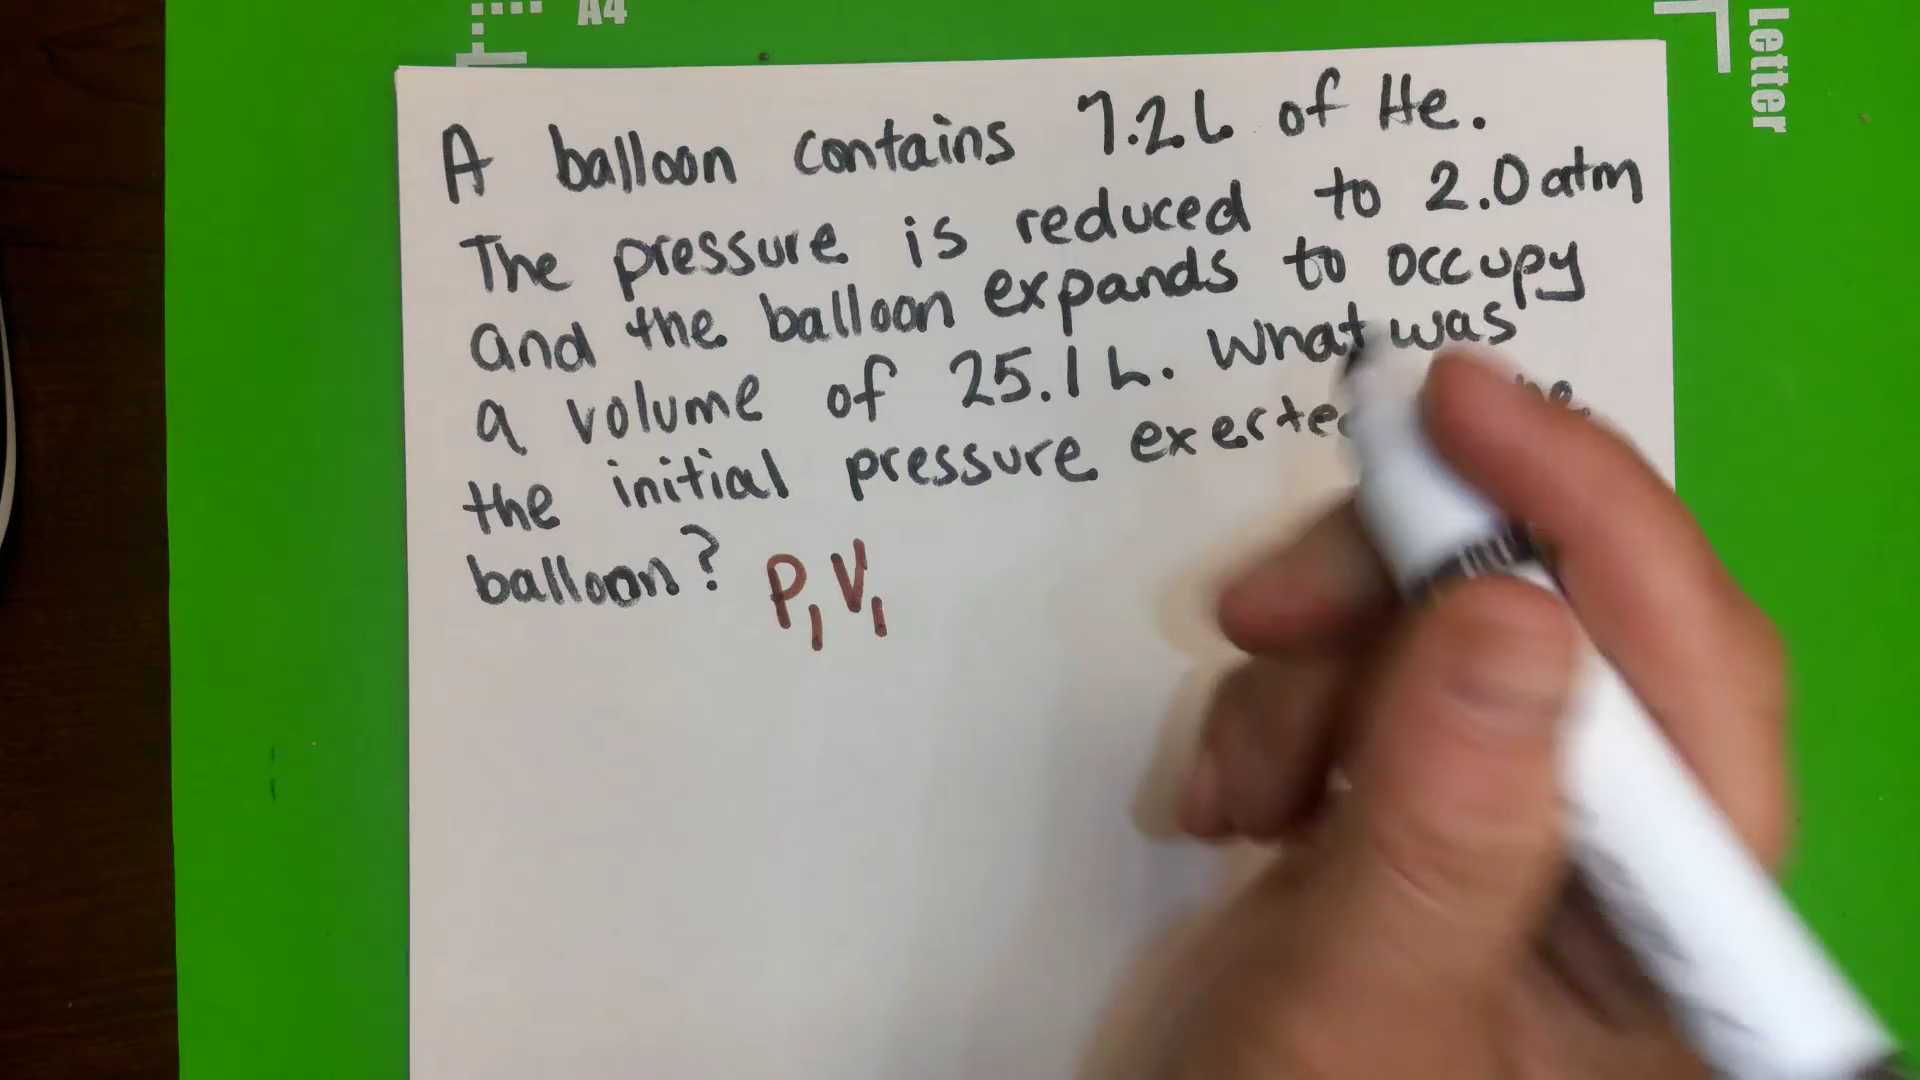 A4
Letter
A balloon contains 7.2L of He.
The pressure is reduced to 2.0 atm
and the balloon expands to occupy
a volume of 25.1 L. What was
the initial pressure exerted
balloon? P₁V₁